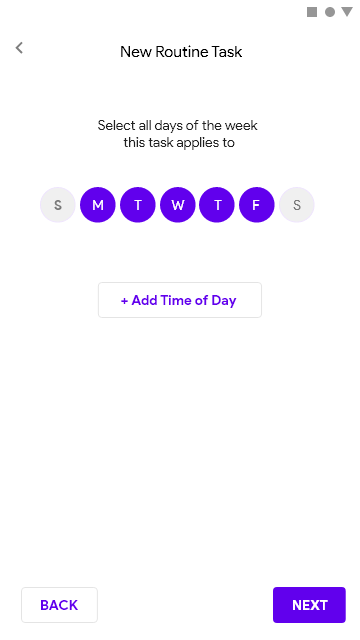 New Routine Task
Select all days of the week
this task applies to
S M T W T F S
+ Add Time of Day
BACK NEXT